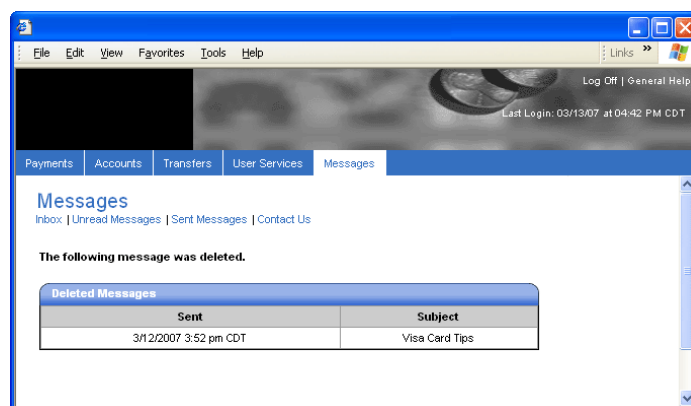 File Edit View Favorites Tools Help Links »
Log Off | General Help
Last Login: 03/13/07 at 04:42 PM CDT
Payments Accounts Transfers User Services Messages
Messages
Inbox | Unread Messages | Sent Messages | Contact Us
The following message was deleted.
Deleted Messages
Sent Subject
3/12/2007 3:52 pm CDT Visa Card Tips